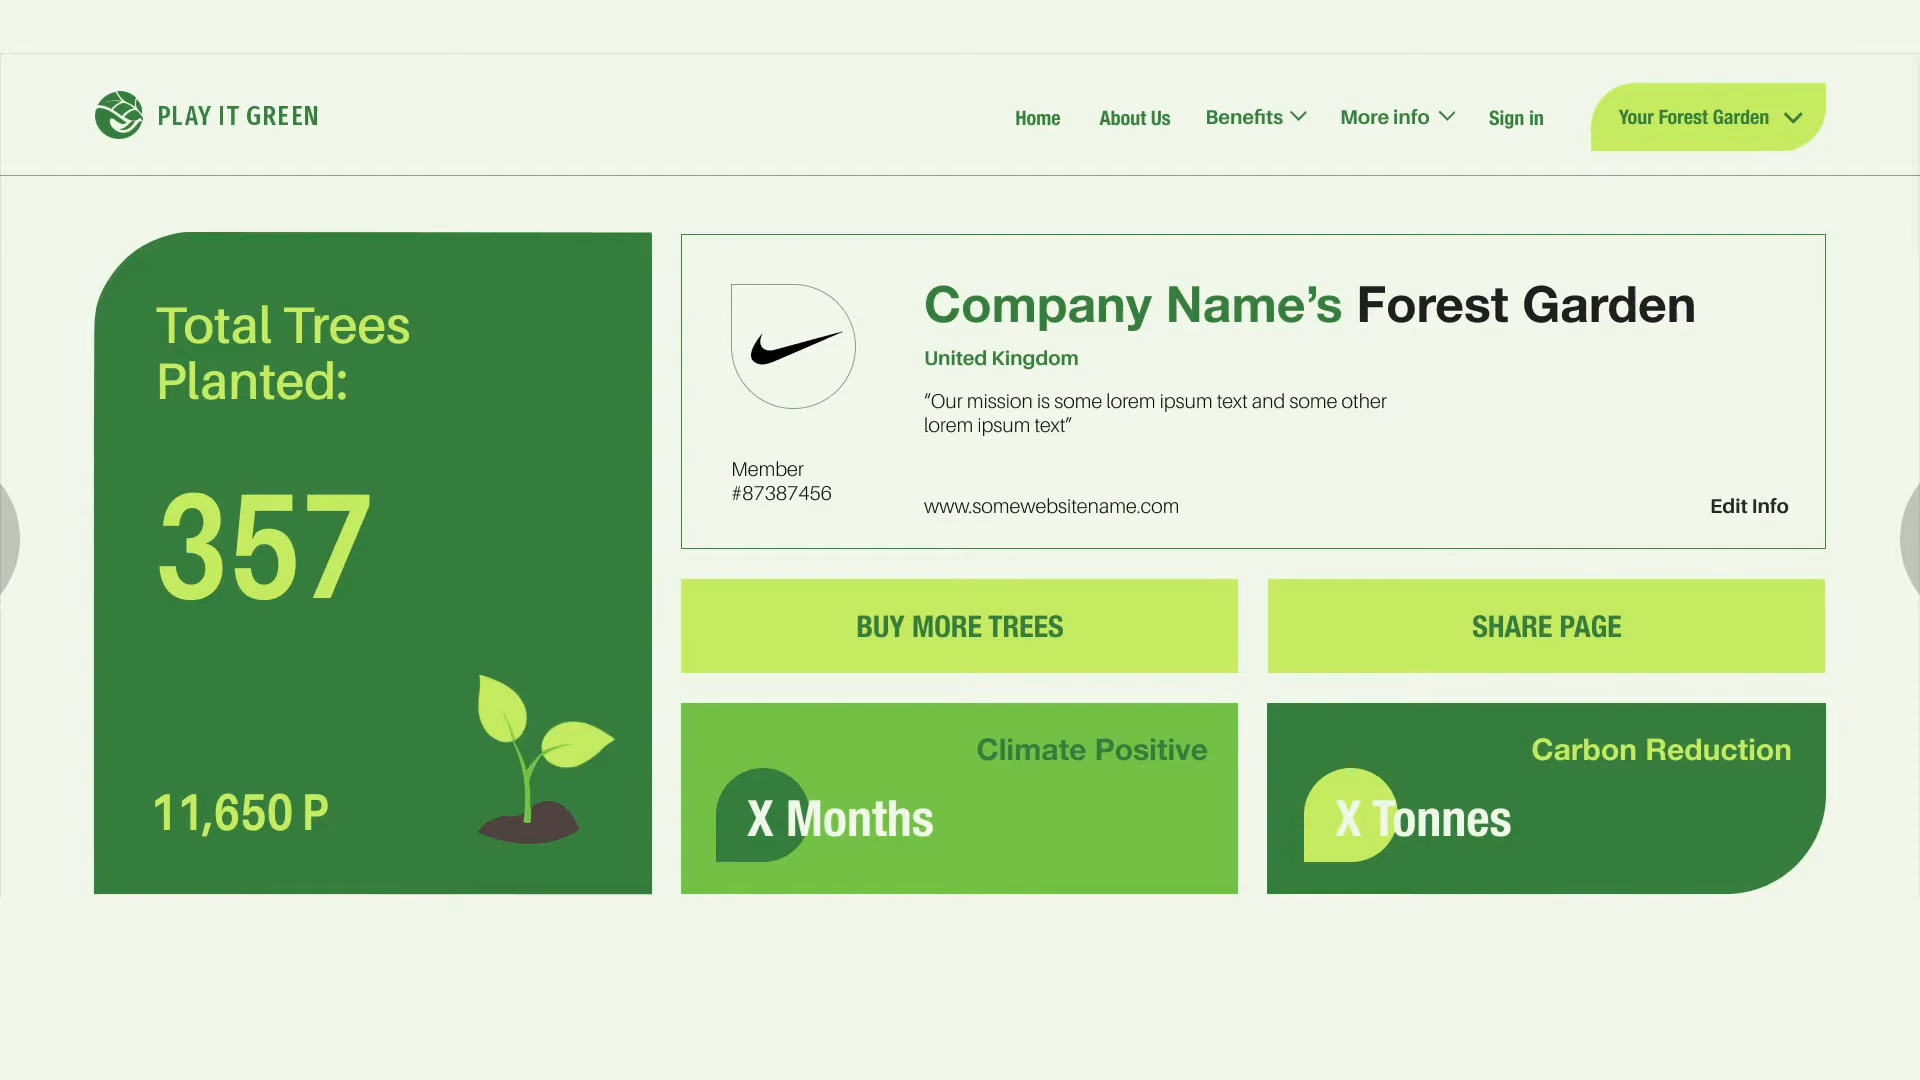 PLAY IT GREEN
Home
About Us
Benefits
More info
Sign in
Your Forest Garden
Total Trees
Planted:
357
11,650 P
Company Name’s Forest Garden
United Kingdom
“Our mission is some lorem ipsum text and some other
lorem ipsum text”
Member
#87387456
www.somewebsitename.com
Edit Info
BUY MORE TREES
SHARE PAGE
Climate Positive
X Months
Carbon Reduction
X Tonnes